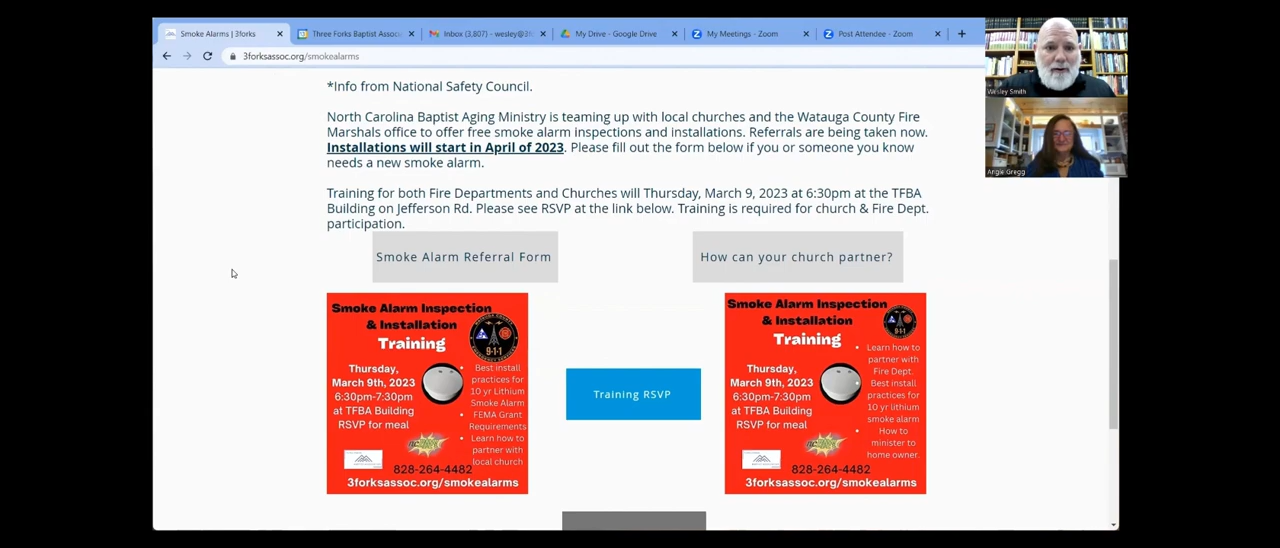 Smoke Alarms | 3forks
Three Forks Baptist Assoc
Inbox (3,807) - wesley@3f
My Drive - Google Drive
My Meetings - Zoom
Post Attendee - Zoom
3forksassoc.org/smokealarms
Wesley Smith
Angie Gregg
*Info from National Safety Council.
North Carolina Baptist Aging Ministry is teaming up with local churches and the Watauga County Fire
Marshals office to offer free smoke alarm inspections and installations. Referrals are being taken now.
Installations will start in April of 2023. Please fill out the form below if you or someone you know
needs a new smoke alarm.
Training for both Fire Departments and Churches will Thursday, March 9, 2023 at 6:30pm at the TFBA
Building on Jefferson Rd. Please see RSVP at the link below. Training is required for church & Fire Dept.
participation.
Smoke Alarm Referral Form
How can your church partner?
Smoke Alarm Inspection
& Installation
Training
9-1-1
Thursday,
March 9th, 2023
6:30pm-7:30pm
at TFBA Building
RSVP for meal
Best install
practices for
10 yr Lithium
Smoke Alarm
FEMA Grant
Requirements
Learn how to
partner with
local church
828-264-4482
3forksassoc.org/smokealarms
Training RSVP
Smoke Alarm Inspection
& Installation
Training
9-1-1
Thursday,
March 9th, 2023
6:30pm-7:30pm
at TFBA Building
RSVP for meal
Learn how to
partner with
Fire Dept.
Best install
practices for
10 yr lithium
smoke alarm
How to
minister to
home owner.
828-264-4482
3forksassoc.org/smokealarms